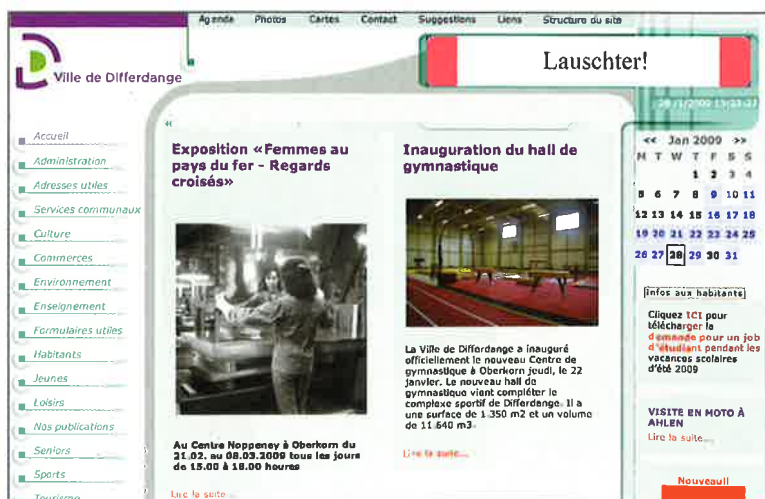 Agenda Photos Cartes Contact Suggestions Liens Structure du site
Ville de Differdange
Lauschter!
Accueil
Administration
Adresses utiles
Services communaux
Culture
Commerces
Environnement
Enseignement
Formulaires utiles
Habitants
Jeunes
Loisirs
Nos publications
Seniors
Sports
Tourisme
Exposition «Femmes au
pays du fer - Regards
croisés»
Au Centre Noppeney à Oberkorn du
21.02. au 08.03.2009 tous les jours
de 15.00 à 18.00 heures
Lire la suite...
Inauguration du hall de
gymnastique
La Ville de Differdange a inauguré
officiellement le nouveau Centre de
gymnastique à Oberkorn jeudi, le 22
janvier. Le nouveau hall de
gymnastique vient compléter le
complexe sportif de Differdange. Il a
une surface de 1.350 m2 et un volume
de 11.640 m3.
Lire la suite...
<< Jan 2009 >>
M T W T F S S
1 2 3 4
5 6 7 8 9 10 11
12 13 14 15 16 17 18
19 20 21 22 23 24 25
26 27 28 29 30 31
infos aux habitants
Cliquez ICI pour
télécharger la
demande pour un job
d'étudiant pendant les
vacances scolaires
d'été 2009
VISITE EN MOTO À
AHLEN
Lire la suite...
Nouveau!!